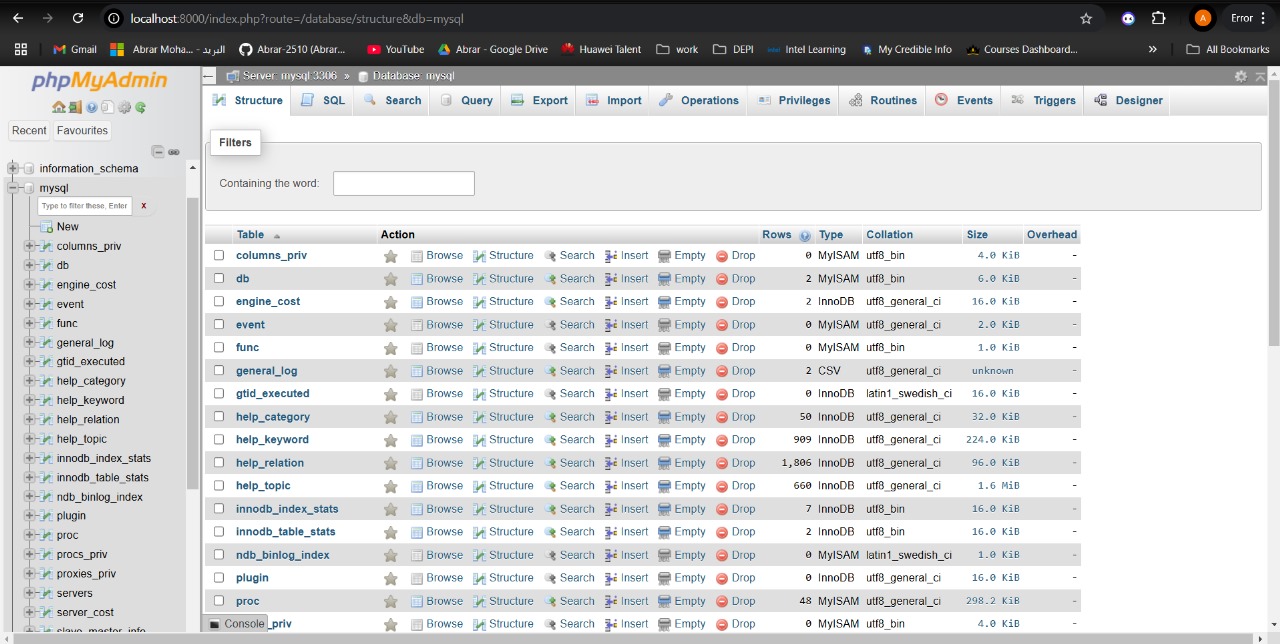 localhost:8000/index.php?route=/database/structure&db=mysql A Error
Gmail Abrar Moha... - البريد Abrar-2510 (Abrar... YouTube Abrar - Google Drive Huawei Talent work DEPI Intel Learning My Credible Info Courses Dashboard... » All Bookmarks
phpMyAdmin
Recent Favourites
information_schema
mysql
Type to filter these, Enter X
New
columns_priv
db
engine_cost
event
func
general_log
gtid_executed
help_category
help_keyword
help_relation
help_topic
innodb_index_stats
innodb_table_stats
ndb_binlog_index
plugin
proc
procs_priv
proxies_priv
servers
server_cost
slave_master_info
Server: mysql:3306 » Database: mysql
Structure SQL Search Query Export Import Operations Privileges Routines Events Triggers Designer
Filters
Containing the word:
Table Action Rows Type Collation Size Overhead
columns_priv Browse Structure Search Insert Empty Drop 0 MyISAM utf8_bin 4.0 KiB -
db Browse Structure Search Insert Empty Drop 2 MyISAM utf8_bin 6.0 KiB -
engine_cost Browse Structure Search Insert Empty Drop 2 InnoDB utf8_general_ci 16.0 KiB -
event Browse Structure Search Insert Empty Drop 0 MyISAM utf8_general_ci 2.0 KiB -
func Browse Structure Search Insert Empty Drop 0 MyISAM utf8_bin 1.0 KiB -
general_log Browse Structure Search Insert Empty Drop 2 CSV utf8_general_ci unknown -
gtid_executed Browse Structure Search Insert Empty Drop 0 InnoDB latin1_swedish_ci 16.0 KiB -
help_category Browse Structure Search Insert Empty Drop 50 InnoDB utf8_general_ci 32.0 KiB -
help_keyword Browse Structure Search Insert Empty Drop 909 InnoDB utf8_general_ci 224.0 KiB -
help_relation Browse Structure Search Insert Empty Drop 1,806 InnoDB utf8_general_ci 96.0 KiB -
help_topic Browse Structure Search Insert Empty Drop 660 InnoDB utf8_general_ci 1.6 MiB -
innodb_index_stats Browse Structure Search Insert Empty Drop 7 InnoDB utf8_bin 16.0 KiB -
innodb_table_stats Browse Structure Search Insert Empty Drop 2 InnoDB utf8_bin 16.0 KiB -
ndb_binlog_index Browse Structure Search Insert Empty Drop 0 MyISAM latin1_swedish_ci 1.0 KiB -
plugin Browse Structure Search Insert Empty Drop 0 InnoDB utf8_general_ci 16.0 KiB -
proc Browse Structure Search Insert Empty Drop 48 MyISAM utf8_general_ci 298.2 KiB -
Console _priv Browse Structure Search Insert Empty Drop 0 MyISAM utf8_bin 4.0 KiB -